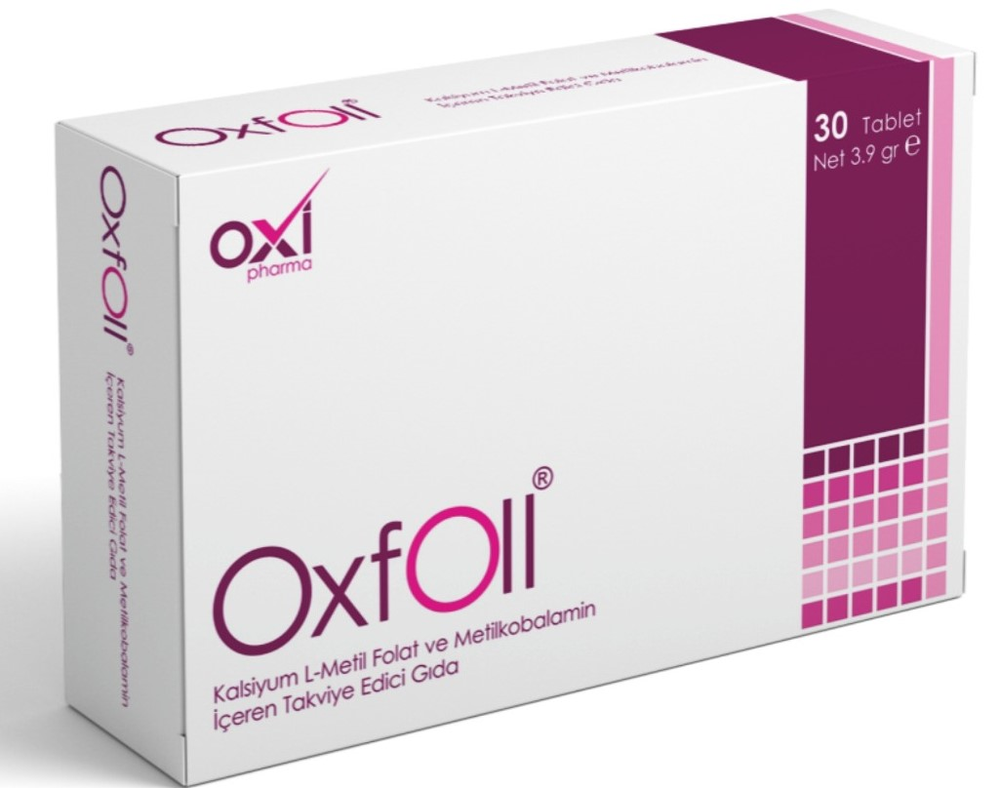 Oxfoll®
Kalsiyum L-Metil Folat ve Metilkobalamin
İçeren Takviye Edici Gıda
30 Tablet
Net 3.9 gr ℮
oxi
pharma
Oxfoll®
Kalsiyum L-Metil Folat ve Metilkobalamin
İçeren Takviye Edici Gıda
Oxfoll®
Kalsiyum L-Metil Folat ve Metilkobalamin
İçeren Takviye Edici Gıda